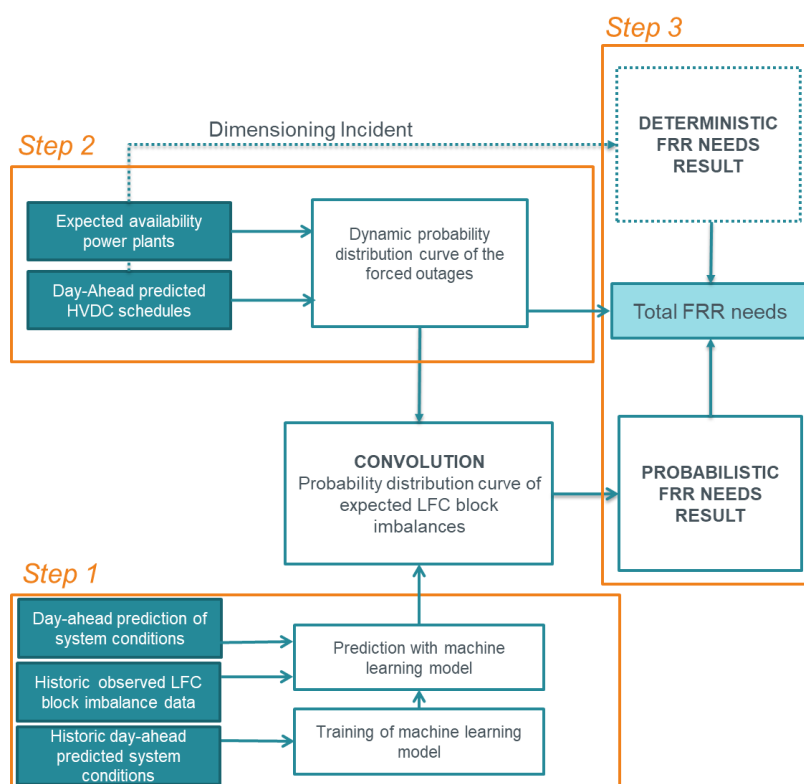 Step 3
Dimensioning Incident
DETERMINISTIC
FRR NEEDS
RESULT
Step 2
Expected availability
power plants
Dynamic probability
distribution curve of the
forced outages
Day-Ahead predicted
HVDC schedules
Total FRR needs
CONVOLUTION
Probability distribution curve of
expected LFC block
imbalances
PROBABILISTIC
FRR NEEDS
RESULT
Step 1
Day-ahead prediction of
system conditions
Prediction with machine
learning model
Historic observed LFC
block imbalance data
Historic day-ahead
predicted system
conditions
Training of machine learning
model